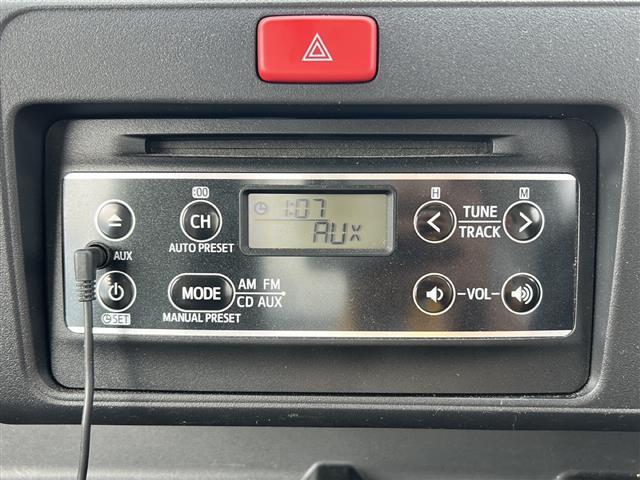 :00
H
M
CH
1:07
AUX
TUNE
TRACK
AUTO PRESET
AUX
MODE
AM FM
CD AUX
-VOL-
SET
MANUAL PRESET